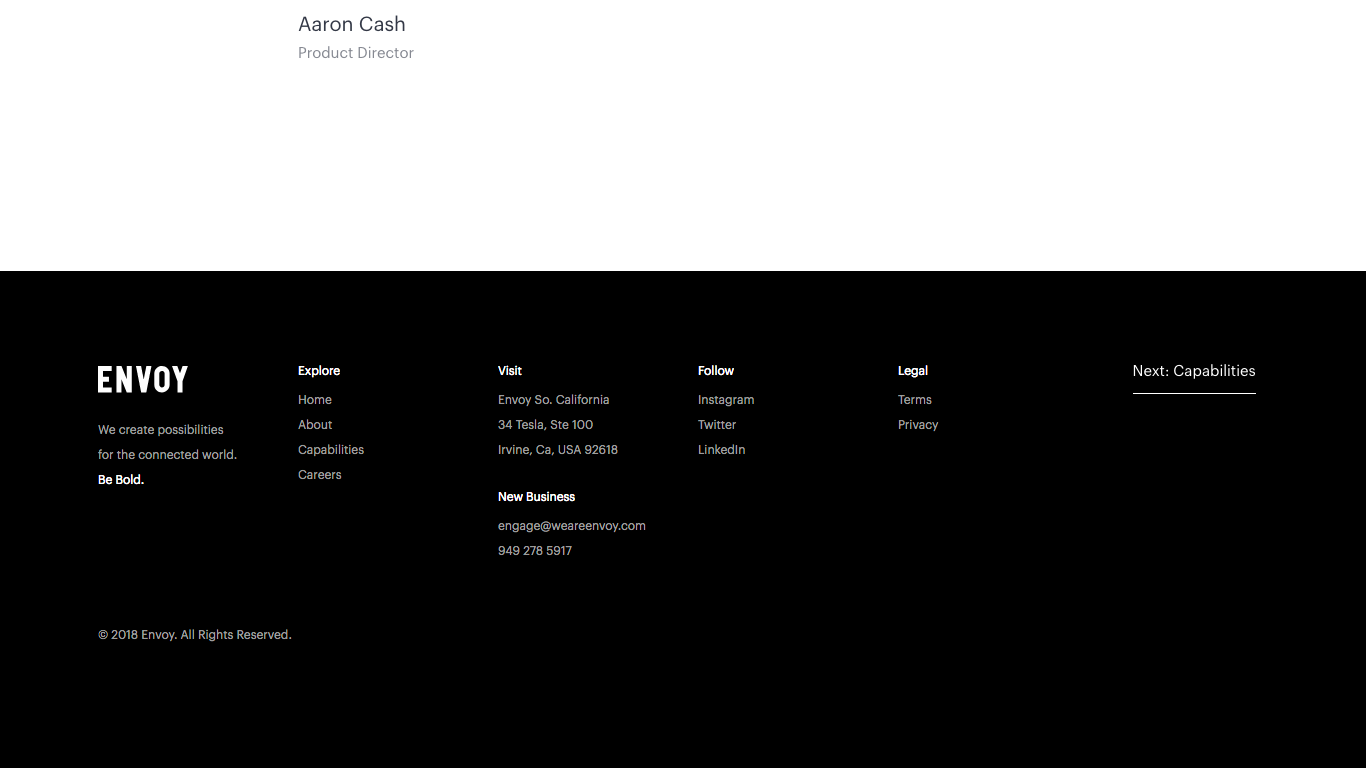 Aaron Cash
Product Director
ENVOY
We create possibilities
for the connected world.
Be Bold.
Explore
Home
About
Capabilities
Careers
Visit
Envoy So. California
34 Tesla, Ste 100
Irvine, Ca, USA 92618
New Business
engage@weareenvoy.com
949 278 5917
Follow
Instagram
Twitter
LinkedIn
Legal
Terms
Privacy
Next: Capabilities
© 2018 Envoy. All Rights Reserved.